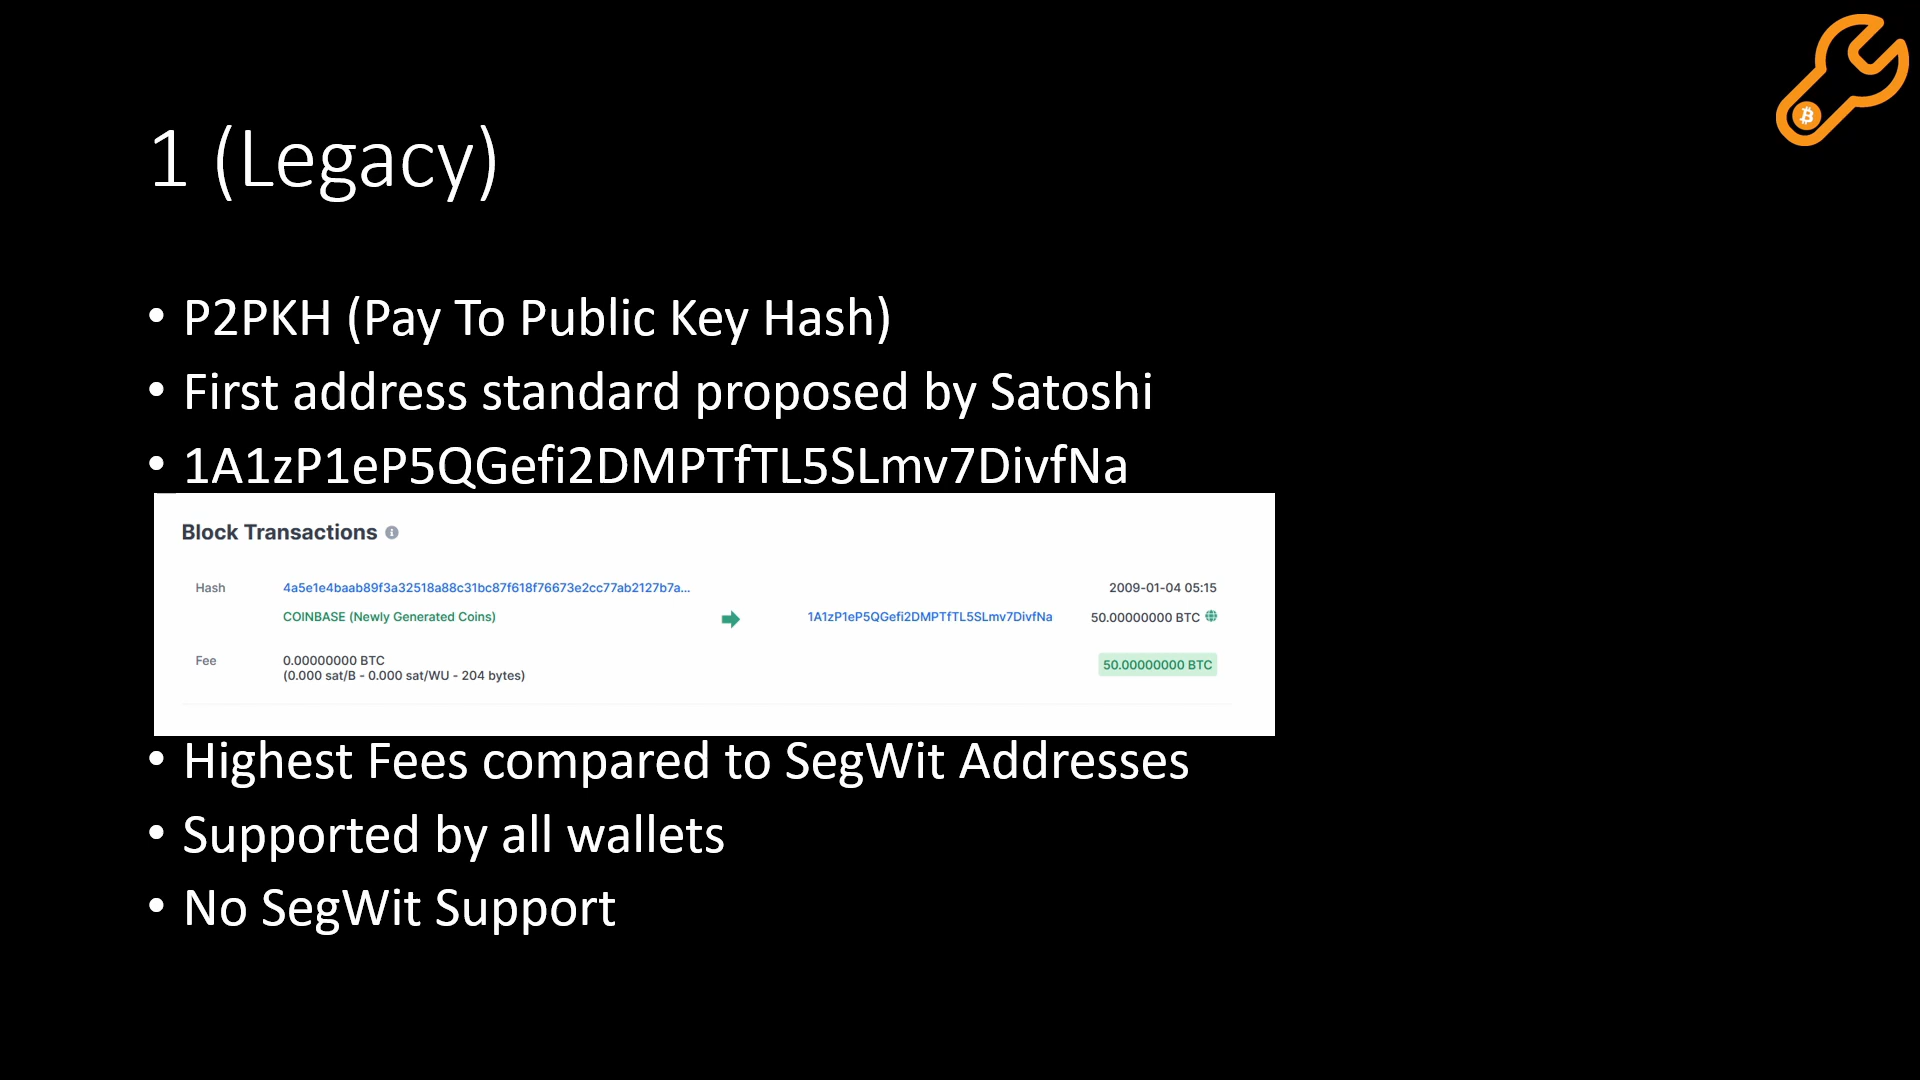 1 (Legacy)
• P2PKH (Pay To Public Key Hash)
• First address standard proposed by Satoshi
• 1A1zP1eP5QGefi2DMPTfTL5SLmv7DivfNa
Block Transactions
Hash 4a5e1e4baab89f3a32518a88c31bc87f618f76673e2cc77ab2127b7a... 2009-01-04 05:15
COINBASE (Newly Generated Coins) 1A1zP1eP5QGefi2DMPTfTL5SLmv7DivfNa 50.00000000 BTC
Fee 0.00000000 BTC 50.00000000 BTC
(0.000 sat/B - 0.000 sat/WU - 204 bytes)
• Highest Fees compared to SegWit Addresses
• Supported by all wallets
• No SegWit Support